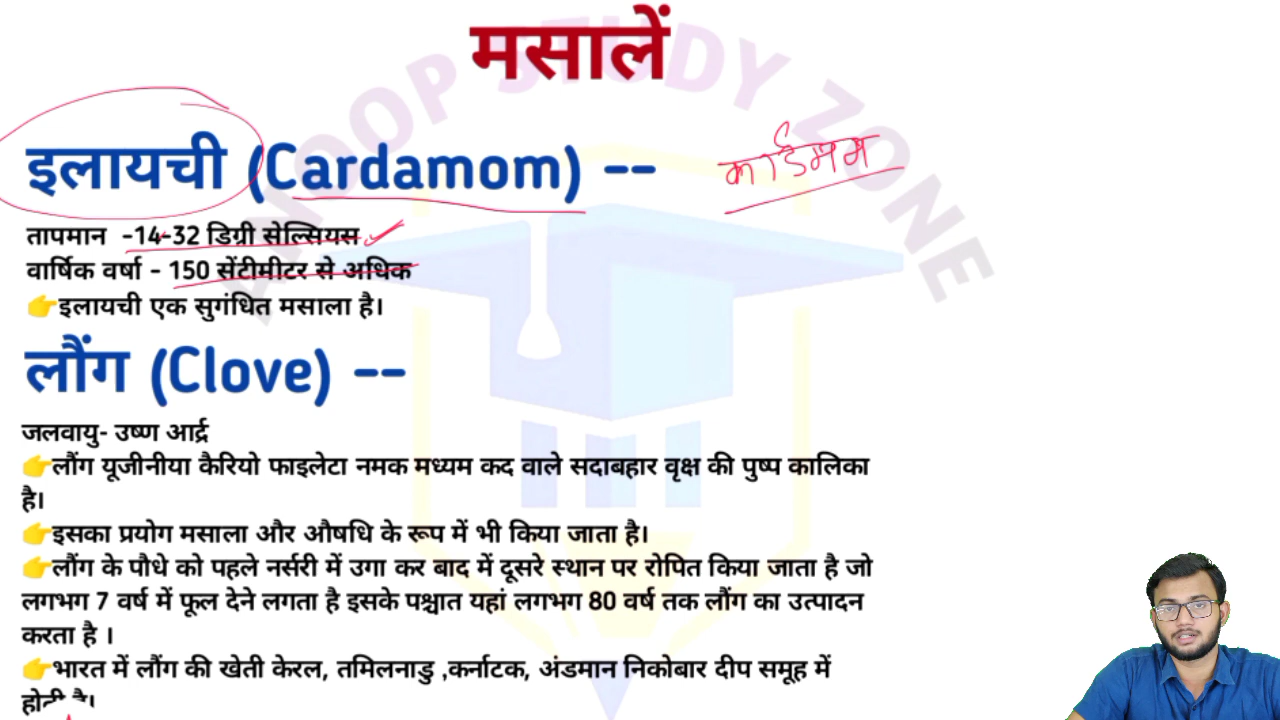 मसालें
ANOOP STUDY ZONE
इलायची (Cardamom) -- कार्डमम
तापमान -14-32 डिग्री सेल्सियस
वार्षिक वर्षा - 150 सेंटीमीटर से अधिक
👉इलायची एक सुगंधित मसाला है।
लौंग (Clove) --
जलवायु- उष्ण आर्द्र
👉लौंग यूजीनीया कैरियो फाइलेटा नमक मध्यम कद वाले सदाबहार वृक्ष की पुष्प कालिका
है।
👉इसका प्रयोग मसाला और औषधि के रूप में भी किया जाता है।
👉लौंग के पौधे को पहले नर्सरी में उगा कर बाद में दूसरे स्थान पर रोपित किया जाता है जो
लगभग 7 वर्ष में फूल देने लगता है इसके पश्चात यहां लगभग 80 वर्ष तक लौंग का उत्पादन
करता है ।
👉भारत में लौंग की खेती केरल, तमिलनाडु ,कर्नाटक, अंडमान निकोबार दीप समूह में
होती है।